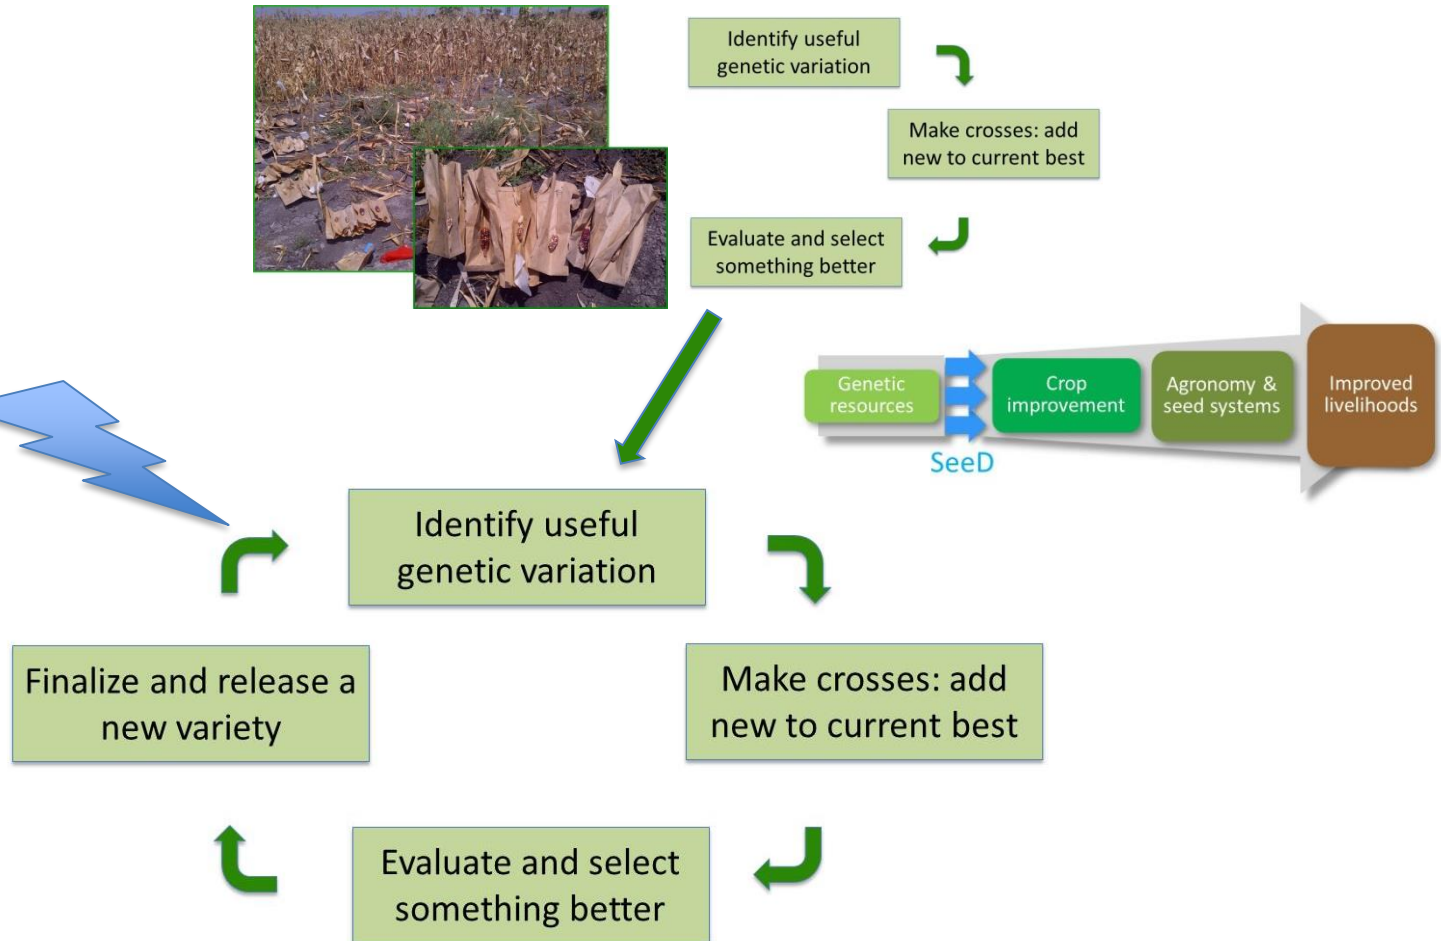 Identify useful
genetic variation
Make crosses: add
new to current best
Evaluate and select
something better
Genetic
resources
SeeD
Crop
improvement
Agronomy &
seed systems
Improved
livelihoods
Identify useful
genetic variation
Make crosses: add
new to current best
Evaluate and select
something better
Finalize and release a
new variety